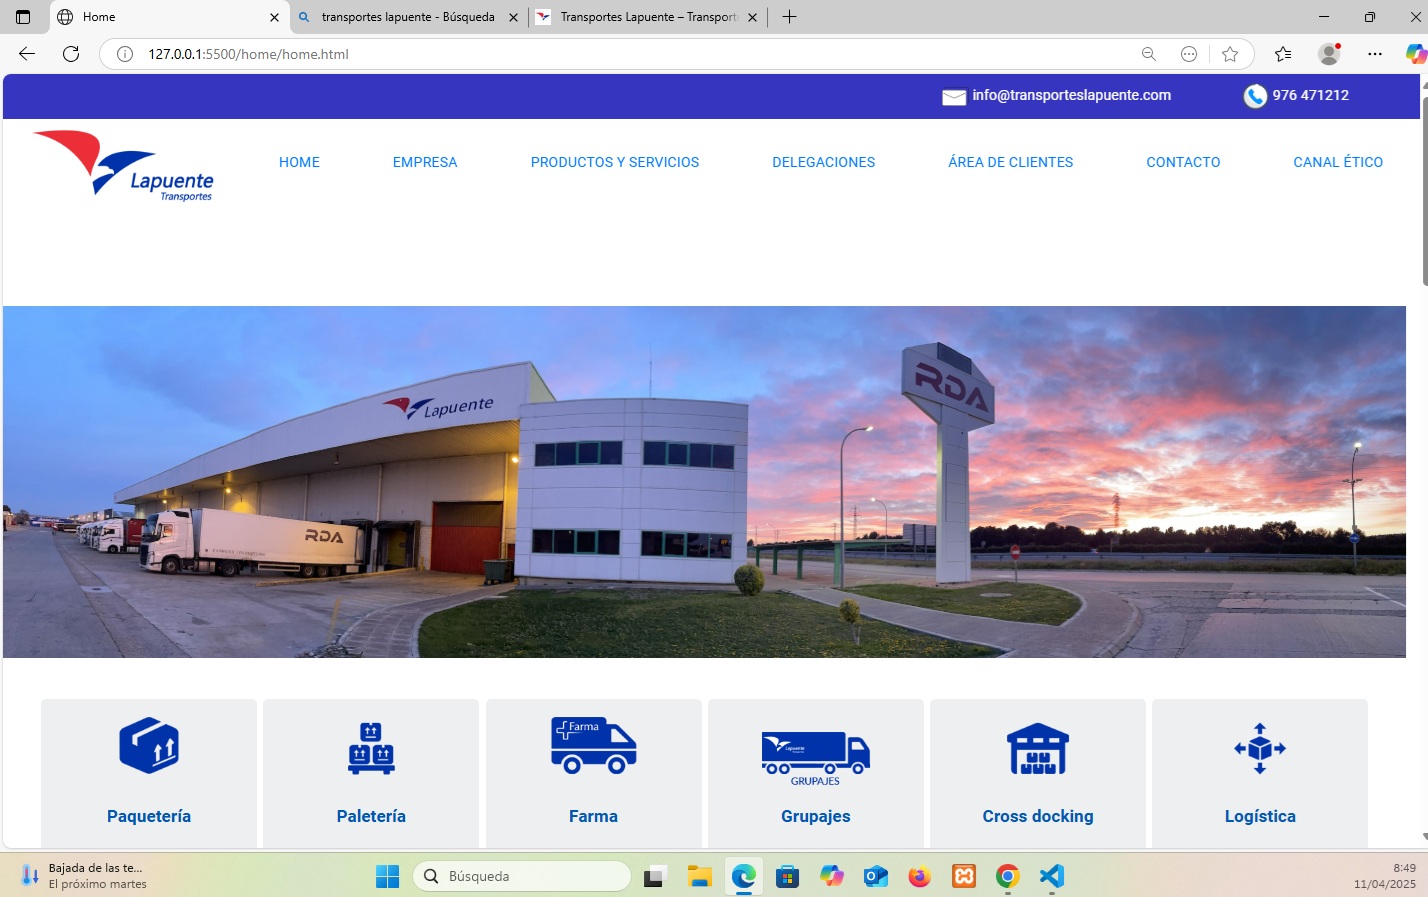 Home
transportes lapuente - Búsqueda
Transportes Lapuente – Transport
127.0.0.1:5500/home/home.html
info@transporteslapuente.com
976 471212
Lapuente
Transportes
HOME
EMPRESA
PRODUCTOS Y SERVICIOS
DELEGACIONES
ÁREA DE CLIENTES
CONTACTO
CANAL ÉTICO
Lapuente
RDA
RDA
Farma
Lapuente
GRUPAJES
Paquetería
Paletería
Farma
Grupajes
Cross docking
Logística
Bajada de las te...
El próximo martes
Búsqueda
8:49
11/04/2025